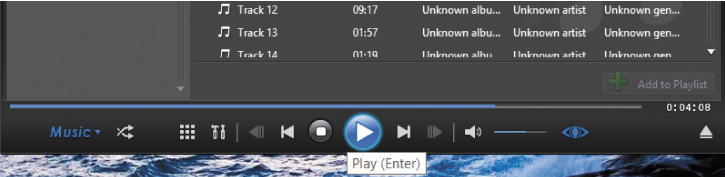 Track 12 09:17 Unknown albu... Unknown artist Unknown gen...
Track 13 01:57 Unknown albu... Unknown artist Unknown gen...
Track 14 01:19 Unknown albu... Unknown artist Unknown gen...
Add to Playlist
0:04:08
Music
Play (Enter)